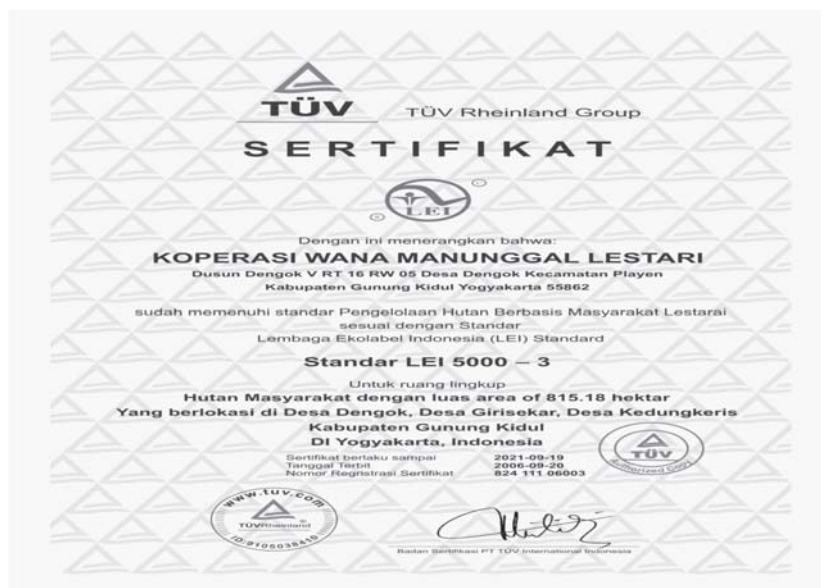 TÜV
TÜV Rheinland Group
SERTIFIKAT
LEI
Dengan ini menerangkan bahwa:
KOPERASI WANA MANUNGGAL LESTARI
Dusun Dengok V RT 16 RW 05 Desa Dengok Kecamatan Playen
Kabupaten Gunung Kidul Yogyakarta 55862
sudah memenuhi standar Pengelolaan Hutan Berbasis Masyarakat Lestarai
sesuai dengan Standar
Lembaga Ekolabel Indonesia (LEI) Standard
Standar LEI 5000 – 3
Untuk ruang lingkup
Hutan Masyarakat dengan luas area of 815.18 hektar
Yang berlokasi di Desa Dengok, Desa Girisekar, Desa Kedungkeris
Kabupaten Gunung Kidul
DI Yogyakarta, Indonesia
Sertifikat berlaku sampai 2021-09-19
Tanggal Terbit 2006-09-20
Nomor Regristrasi Sertifikat 824 111 06003
TÜV
Authorized Copy
www.tuv.com
TÜVRheinland
ID:9105038410
Badan Sertifikasi PT TÜV International Indonesia